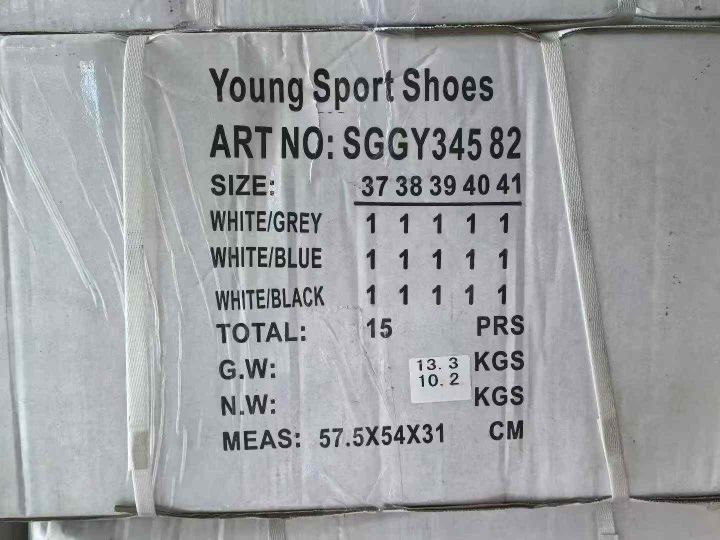 Young Sport Shoes
ART NO: SGGY345 82
SIZE: 37 38 39 40 41
WHITE/GREY 1 1 1 1 1
WHITE/BLUE 1 1 1 1 1
WHITE/BLACK 1 1 1 1 1
TOTAL: 15 PRS
G.W: 13.3 KGS
N.W: 10.2 KGS
MEAS: 57.5X54X31 CM